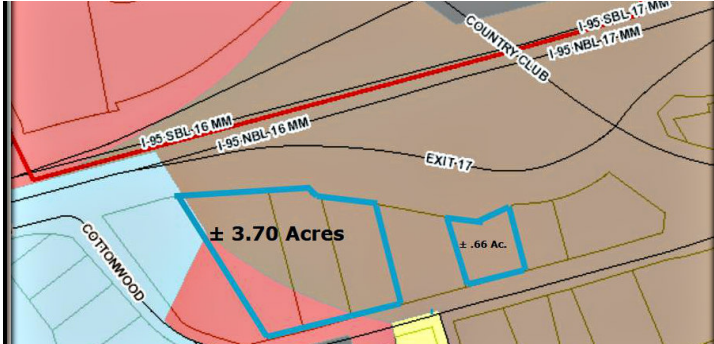 I-95 SBL-17 MM
COUNTRY CLUB
I-95 NBL-17 MM
I-95 SBL-16 MM
I-95 NBL-16 MM
EXIT 17
± 3.70 Acres
± .66 Ac.
COTTONWOOD